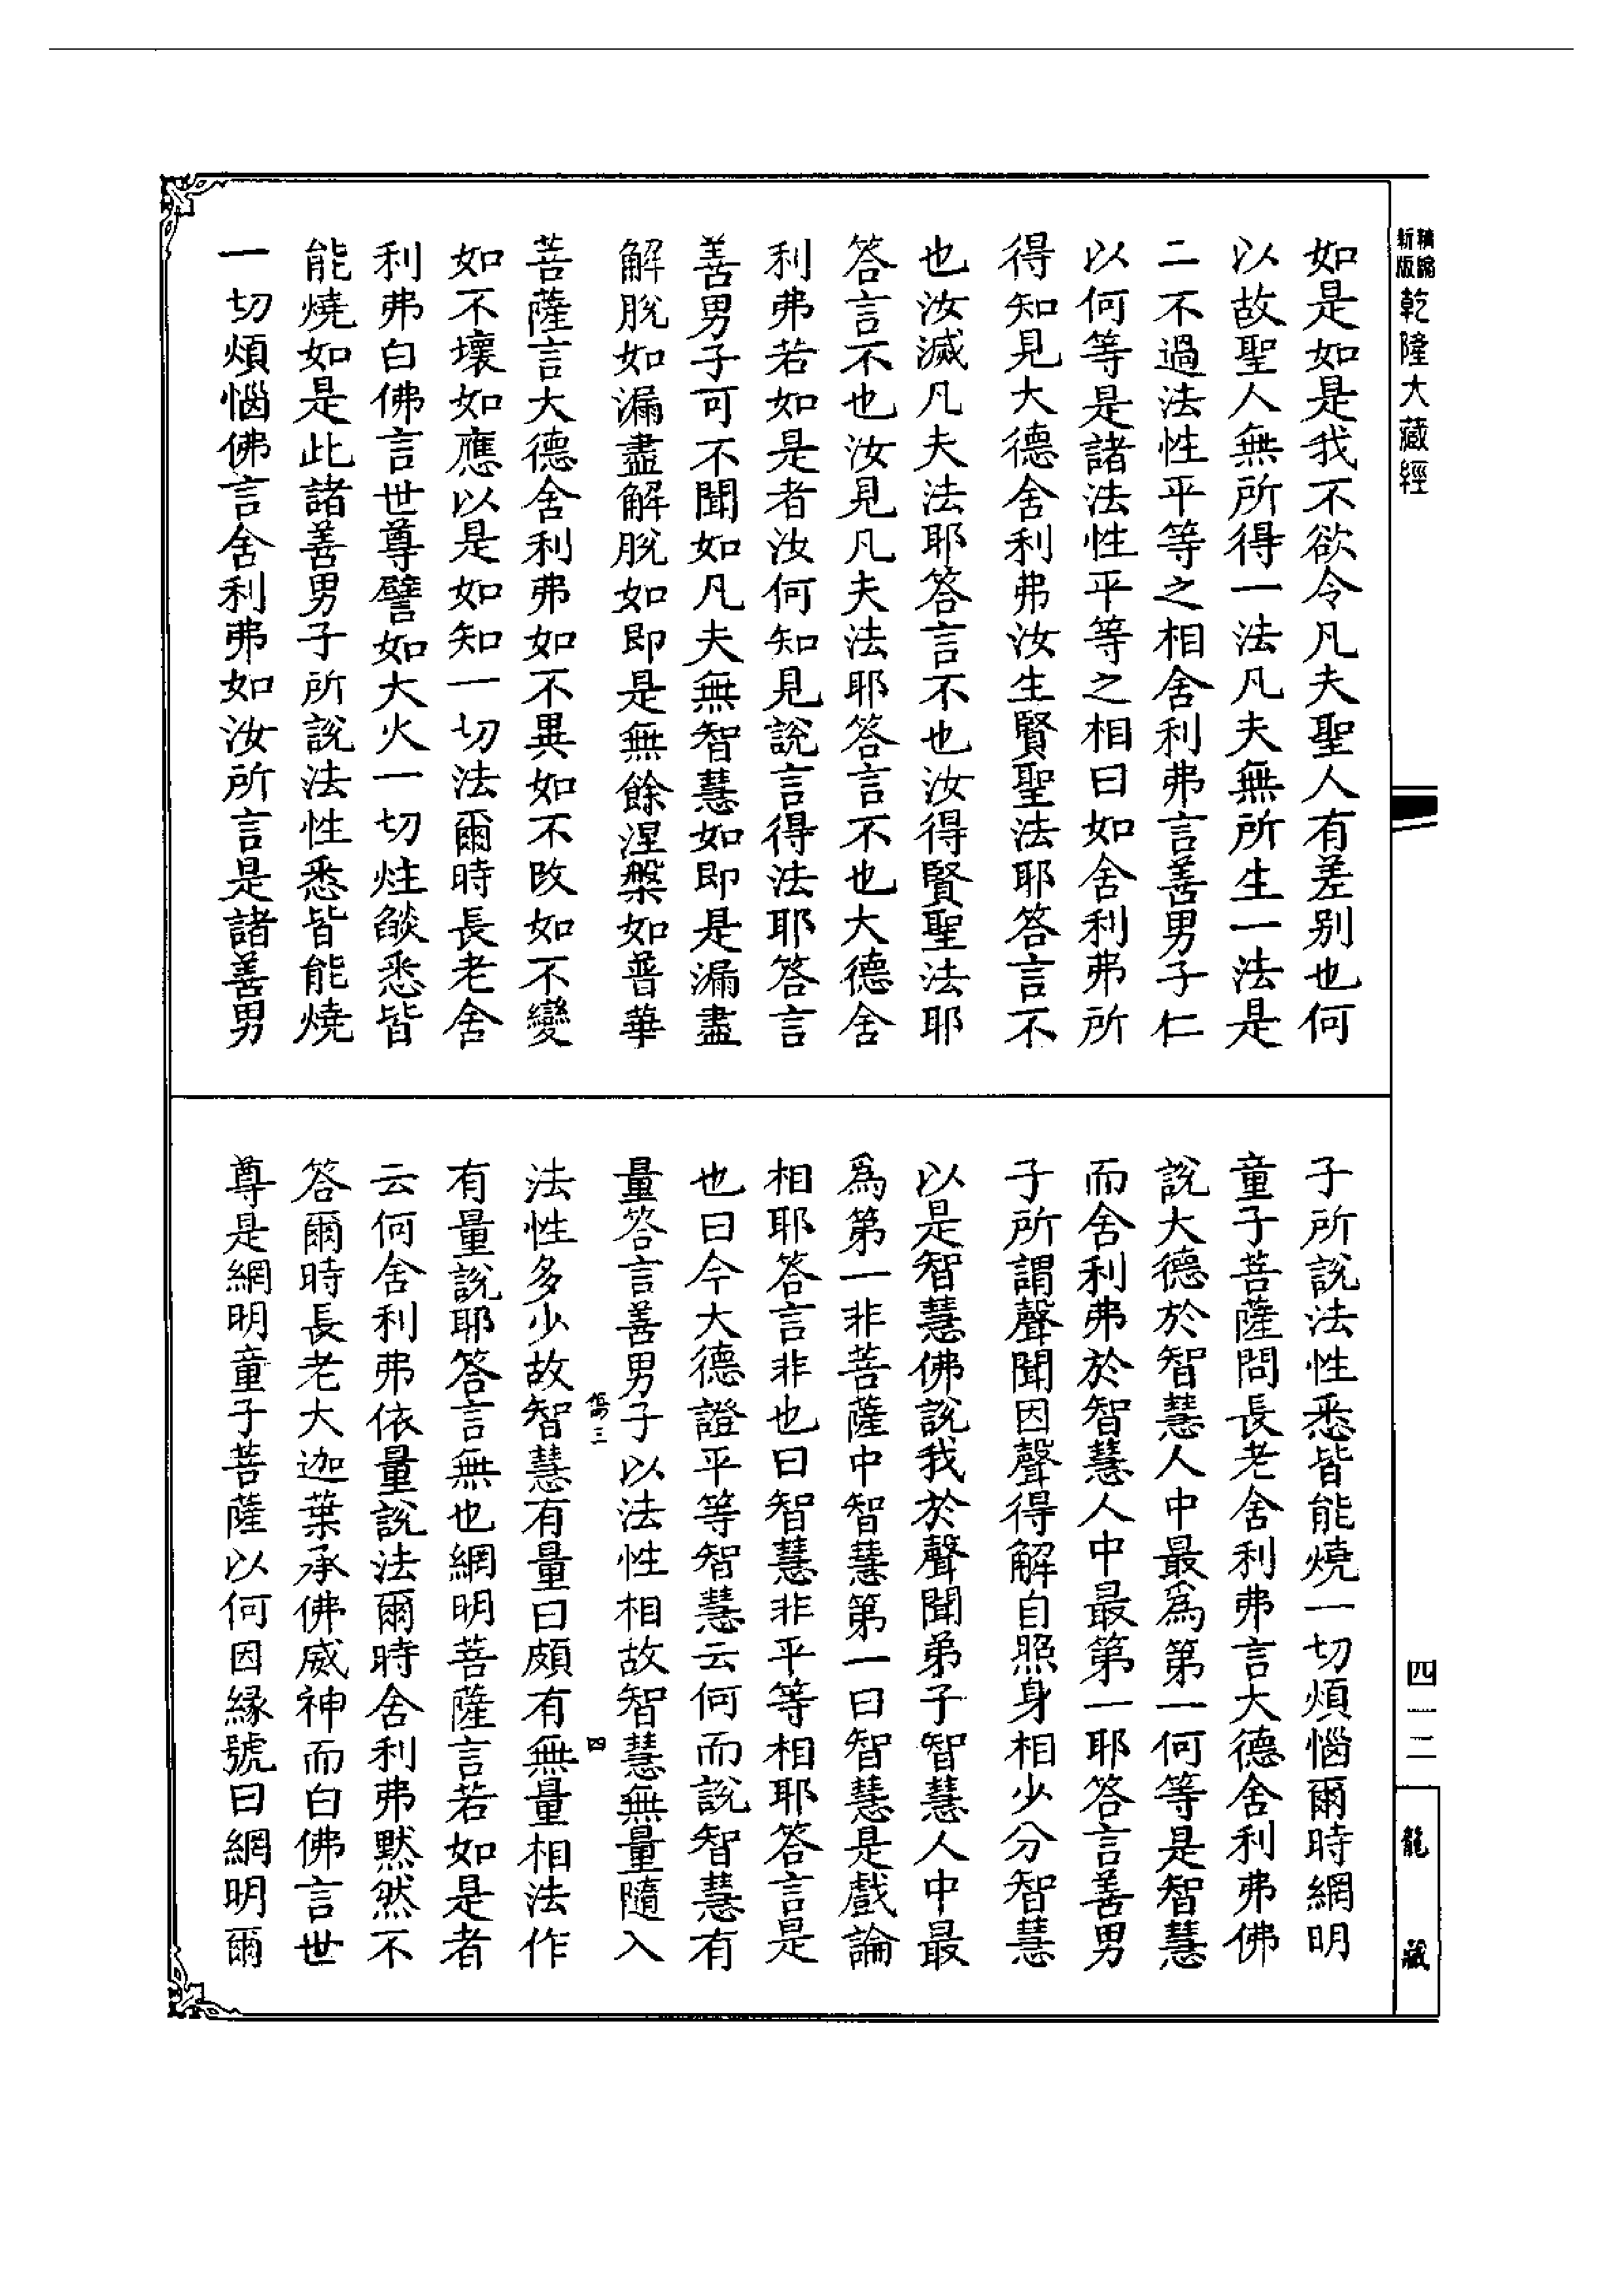 新編縮版
乾隆大藏經
如是如是我不欲令凡夫聖人有差別也何
以故聖人無所得一法凡夫無所生一法是
二不過法性平等之相舍利弗言善男子仁
以何等是諸法性平等之相曰如舍利弗所
得知見大德舍利弗汝生賢聖法耶答言不
也汝滅凡夫法耶答言不也汝得賢聖法耶
答言不也汝見凡夫法耶答言不也大德舍
利弗若如是者汝何知見說言得法耶答言
善男子可不聞如凡夫無智慧如即是漏盡
解脫如漏盡解脫如即是無餘涅槃如普華
菩薩言大德舍利弗如不異如不改如不變
如不壞如應以是如知一切法爾時長老舍
利弗白佛言世尊譬如大火一切炷燄悉皆
能燒如是此諸善男子所說法性悉皆能燒
一切煩惱佛言舍利弗如汝所言是諸善男
子所說法性悉皆能燒一切煩惱爾時網明
童子菩薩問長老舍利弗言大德舍利弗佛
說大德於智慧人中最爲第一何等是智慧
而舍利弗於智慧人中最第一耶答言善男
子所謂聲聞因聲得解自照身相少分智慧
以是智慧佛說我於聲聞弟子智慧人中最
爲第一非菩薩中智慧第一曰智慧是戲論
相耶答言非也曰智慧非平等相耶答言是
也曰今大德證平等智慧云何而說智慧有
量答言善男子以法性相故智慧無量隨入
傷三 四
法性多少故智慧有量曰頗有無量相法作
有量說耶答言無也網明菩薩言若如是者
云何舍利弗依量說法爾時舍利弗默然不
答爾時長老大迦葉承佛威神而白佛言世
尊是網明童子菩薩以何因緣號曰網明爾
四一二
龍藏